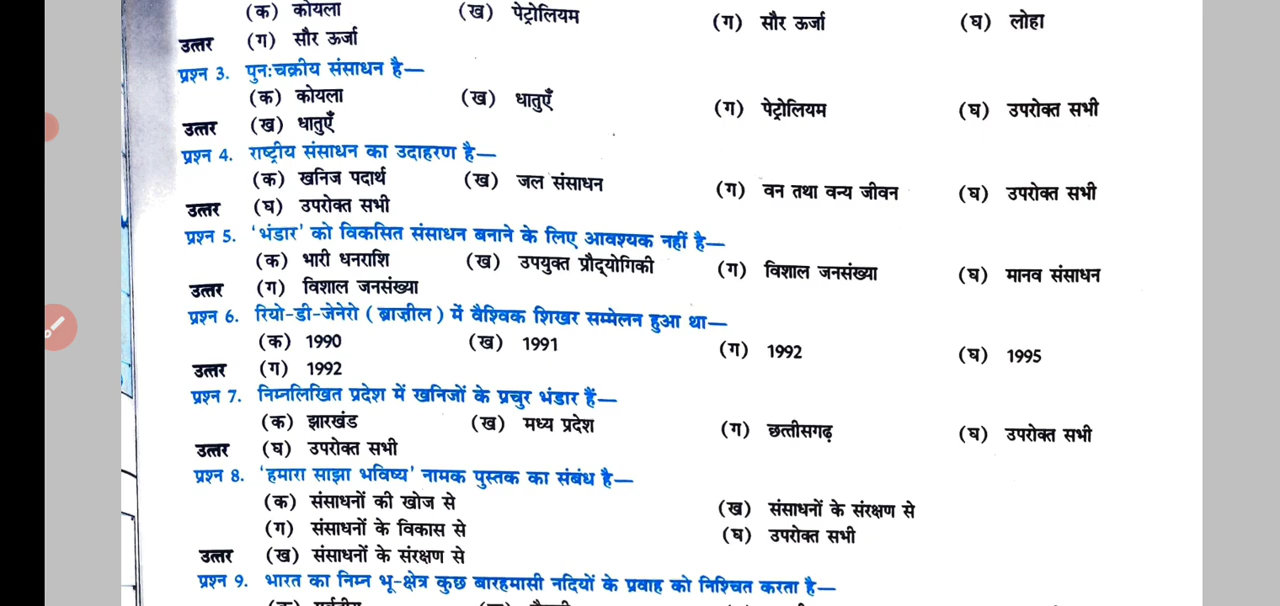 (क) कोयला (ख) पेट्रोलियम (ग) सौर ऊर्जा (घ) लोहा
उत्तर (ग) सौर ऊर्जा
प्रश्न 3. पुनःचक्रीय संसाधन है—
(क) कोयला (ख) धातुएँ (ग) पेट्रोलियम (घ) उपरोक्त सभी
उत्तर (ख) धातुएँ
प्रश्न 4. राष्ट्रीय संसाधन का उदाहरण है—
(क) खनिज पदार्थ (ख) जल संसाधन (ग) वन तथा वन्य जीवन (घ) उपरोक्त सभी
उत्तर (घ) उपरोक्त सभी
प्रश्न 5. 'भंडार' को विकसित संसाधन बनाने के लिए आवश्यक नहीं है—
(क) भारी धनराशि (ख) उपयुक्त प्रौद्योगिकी (ग) विशाल जनसंख्या (घ) मानव संसाधन
उत्तर (ग) विशाल जनसंख्या
प्रश्न 6. रियो-डी-जेनेरो (ब्राज़ील) में वैश्विक शिखर सम्मेलन हुआ था—
(क) 1990 (ख) 1991 (ग) 1992 (घ) 1995
उत्तर (ग) 1992
प्रश्न 7. निम्नलिखित प्रदेश में खनिजों के प्रचुर भंडार हैं—
(क) झारखंड (ख) मध्य प्रदेश (ग) छत्तीसगढ़ (घ) उपरोक्त सभी
उत्तर (घ) उपरोक्त सभी
प्रश्न 8. 'हमारा साझा भविष्य' नामक पुस्तक का संबंध है—
(क) संसाधनों की खोज से (ख) संसाधनों के संरक्षण से
(ग) संसाधनों के विकास से (घ) उपरोक्त सभी
उत्तर (ख) संसाधनों के संरक्षण से
प्रश्न 9. भारत का निम्न भू-क्षेत्र कुछ बारहमासी नदियों के प्रवाह को निश्चित करता है—